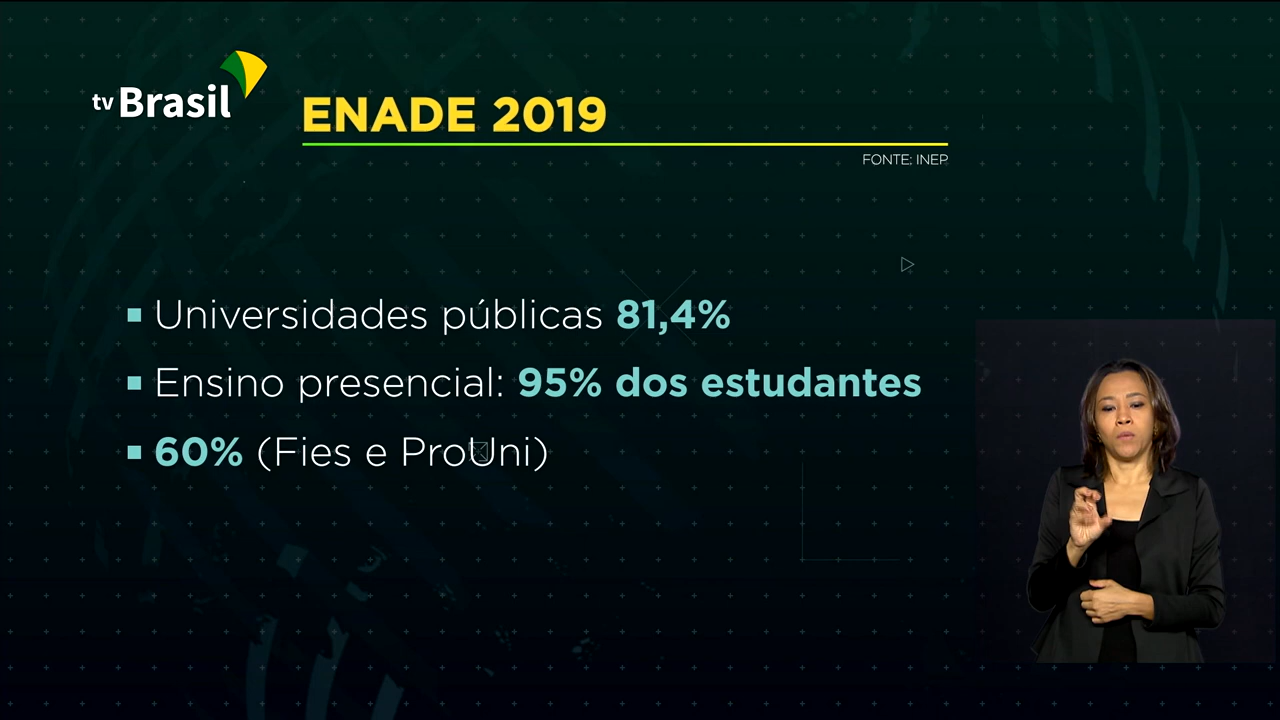 tv Brasil
ENADE 2019
FONTE: INEP
Universidades públicas 81,4%
Ensino presencial: 95% dos estudantes
60% (Fies e ProUni)